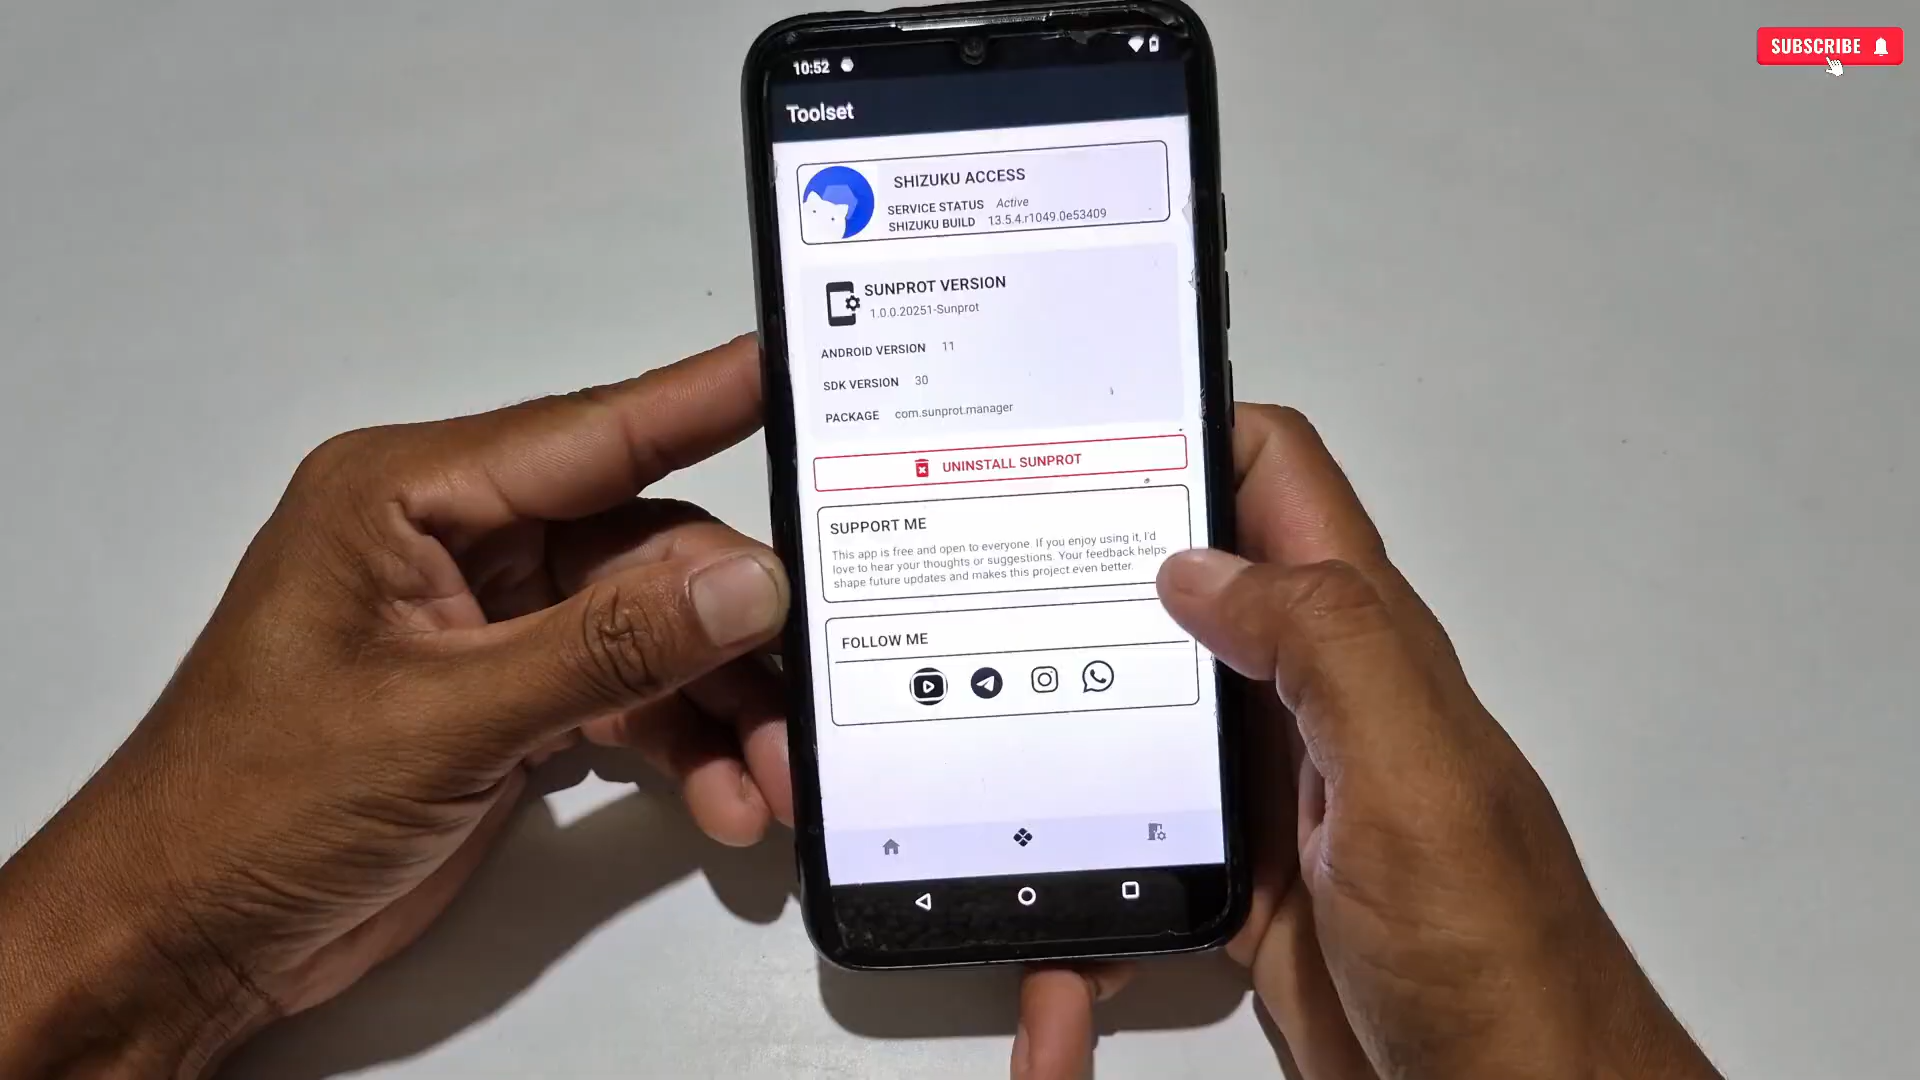 SUBSCRIBE
10:52
Toolset
SHIZUKU ACCESS
SERVICE STATUS Active
SHIZUKU BUILD 13.5.4.r1049.0e53409
SUNPROT VERSION
1.0.0.20251-Sunprot
ANDROID VERSION 11
SDK VERSION 30
PACKAGE com.sunprot.manager
UNINSTALL SUNPROT
SUPPORT ME
This app is free and open to everyone. If you enjoy using it, I'd
love to hear your thoughts or suggestions. Your feedback helps
shape future updates and makes this project even better.
FOLLOW ME